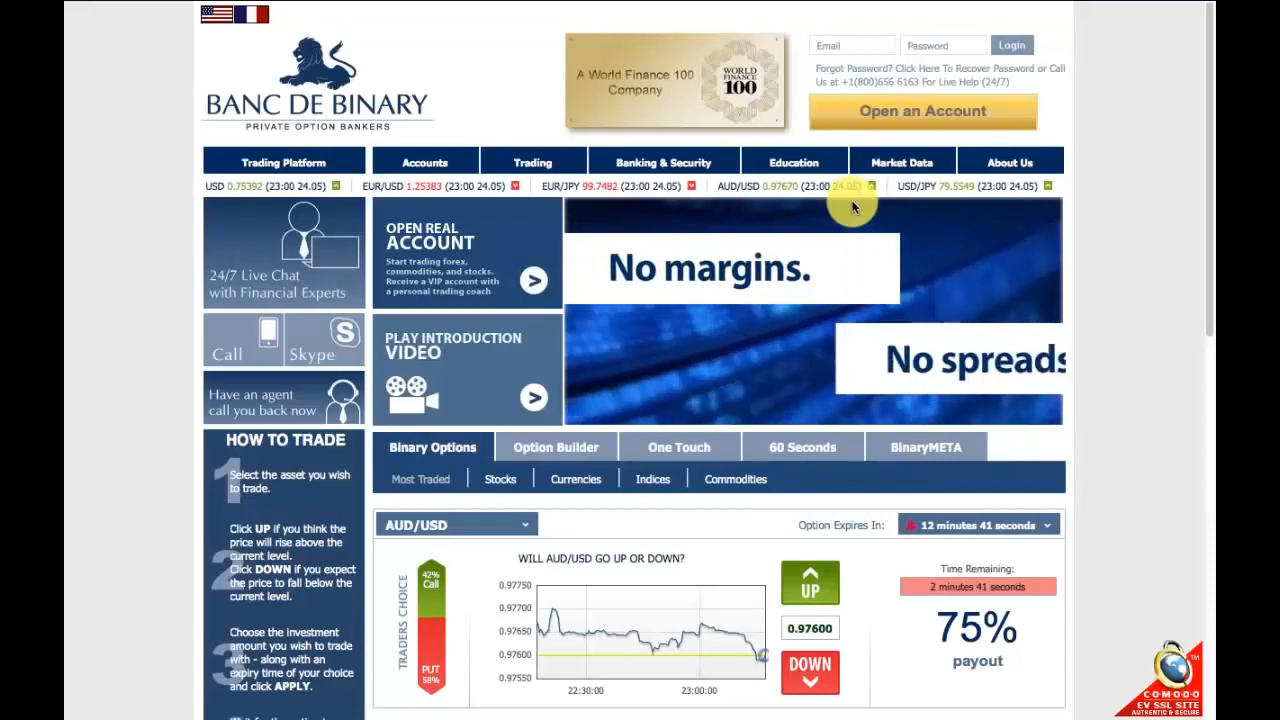 BANC DE BINARY
PRIVATE OPTION BANKERS
A World Finance 100
Company
WORLD
FINANCE
100
Email
Password
Login
Forgot Password? Click Here To Recover Password or Call
Us at +1(800)656 6163 For Live Help (24/7)
Open an Account
Trading Platform
Accounts
Trading
Banking & Security
Education
Market Data
About Us
USD 0.75392 (23:00 24.05)
EUR/USD 1.25383 (23:00 24.05)
EUR/JPY 99.7482 (23:00 24.05)
AUD/USD 0.97670 (23:00 24.05)
USD/JPY 79.5549 (23:00 24.05)
24/7 Live Chat
with Financial Experts
Call
Skype
Have an agent
call you back now
OPEN REAL
ACCOUNT
Start trading forex,
commodities, and stocks.
Receive a VIP account with
a personal trading coach
>
PLAY INTRODUCTION
VIDEO
>
No margins.
No spreads
HOW TO TRADE
1
Select the asset you wish
to trade.
2
Click UP if you think the
price will rise above the
current level.
Click DOWN if you expect
the price to fall below the
current level.
3
Choose the investment
amount you wish to trade
with - along with an
expiry time of your choice
and click APPLY.
Binary Options
Option Builder
One Touch
60 Seconds
BinaryMETA
Most Traded
Stocks
Currencies
Indices
Commodities
AUD/USD
Option Expires In:
12 minutes 41 seconds
WILL AUD/USD GO UP OR DOWN?
TRADERS CHOICE
42%
Call
PUT
58%
0.97750
0.97700
0.97650
0.97600
0.97550
22:30:00
23:00:00
UP
0.97600
DOWN
Time Remaining:
2 minutes 41 seconds
75%
payout
COMODO
EV SSL SITE
AUTHENTIC & SECURE
TM